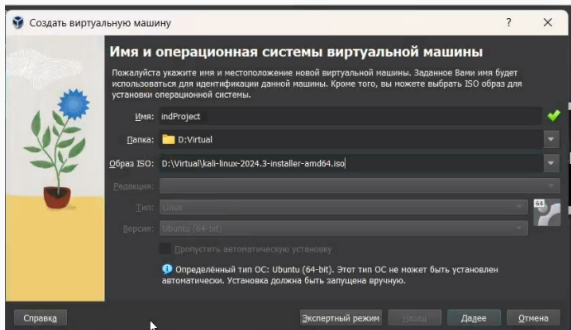 Создать виртуальную машину
Имя и операционная системы виртуальной машины
Пожалуйста укажите имя и местоположение новой виртуальной машины. Заданное Вами имя будет
использоваться для идентификации данной машины. Кроме того, вы можете выбрать ISO образ для
установки операционной системы.
Имя: indProject
Папка: D:\Virtual
Образ ISO: D:\Virtual\kali-linux-2024.3-installer-amd64.iso
Редакция:
Тип: Linux
Версия: Ubuntu (64-bit)
64
Пропустить автоматическую установку
Определённый тип ОС: Ubuntu (64-bit). Этот тип ОС не может быть установлен
автоматически. Установка должна быть запущена вручную.
Справка Экспертный режим Назад Далее Отмена